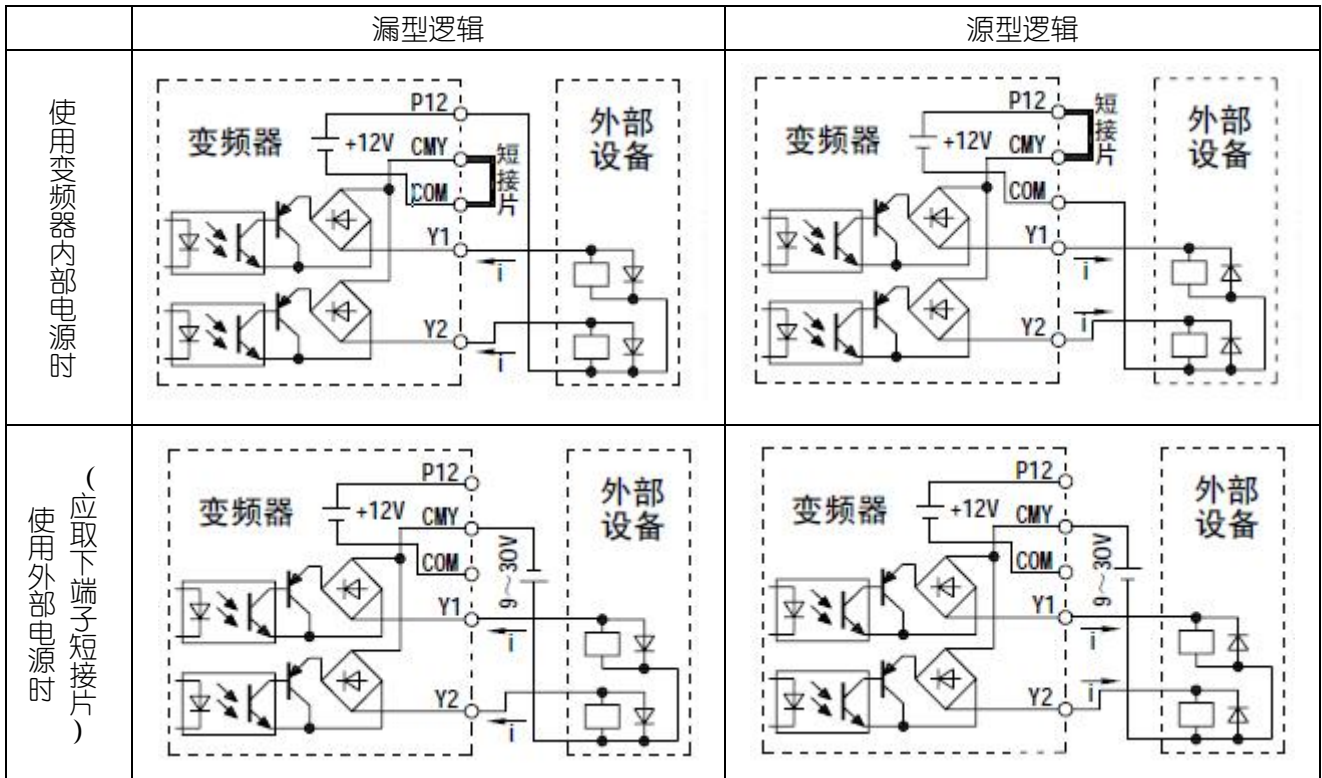 漏型逻辑
源型逻辑
使用变频器内部电源时
变频器
+12V
P12
CMY
COM
短接片
Y1
i
Y2
i
外部
设备
变频器
+12V
P12
CMY
COM
短接片
Y1
i
Y2
i
外部
设备
使用外部电源时
(应取下端子短接片)
变频器
+12V
P12
CMY
COM
9~30V
Y1
i
Y2
i
外部
设备
变频器
+12V
P12
CMY
COM
9~30V
Y1
i
Y2
i
外部
设备